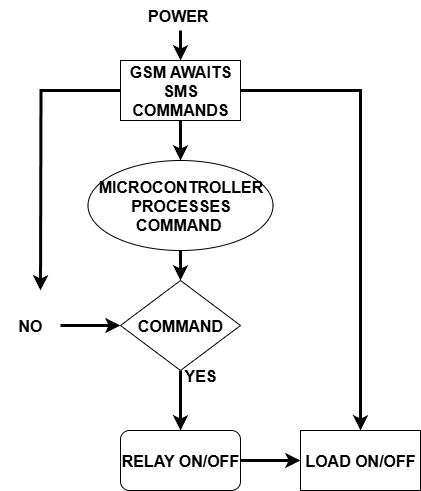 POWER
GSM AWAITS
SMS
COMMANDS
MICROCONTROLLER
PROCESSES
COMMAND
NO
COMMAND
YES
RELAY ON/OFF
LOAD ON/OFF